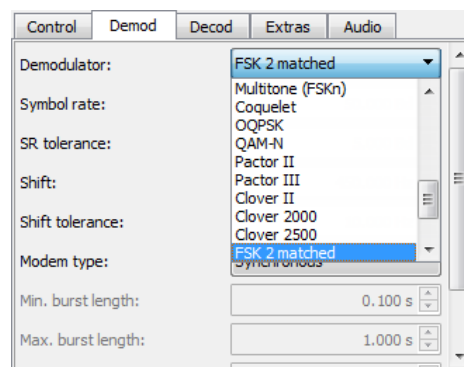 Control Demod Decod Extras Audio
Demodulator: FSK 2 matched
Multitone (FSKn)
Symbol rate: Coquelet
OQPSK
SR tolerance: QAM-N
Pactor II
Shift: Pactor III
Clover II
Shift tolerance: Clover 2000
Clover 2500
FSK 2 matched
Modem type: Synchronous
Min. burst length: 0.100 s
Max. burst length: 1.000 s